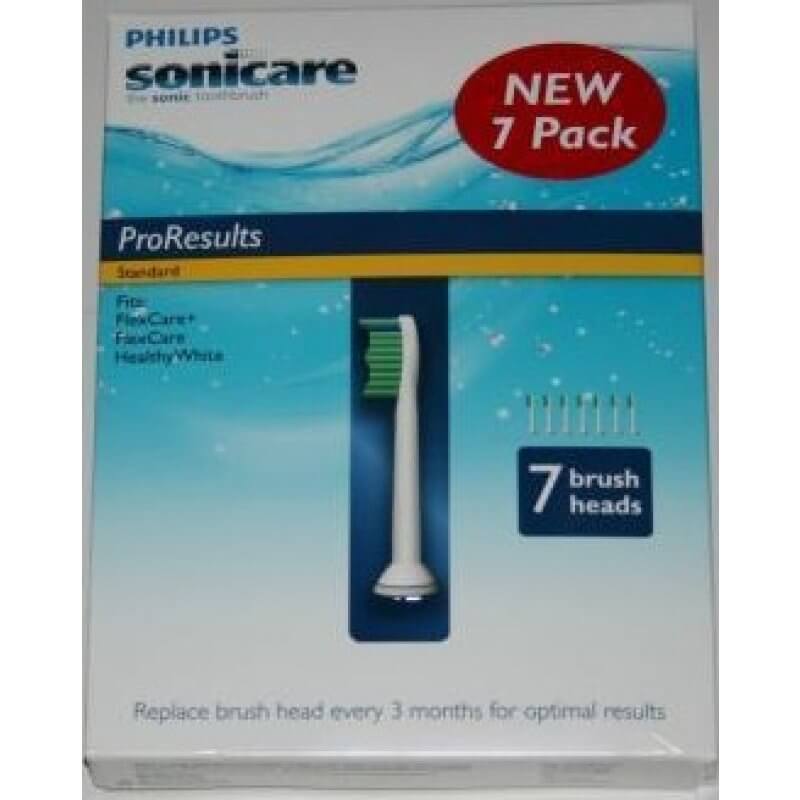 PHILIPS
sonicare
the sonic toothbrush
NEW
7 Pack
ProResults
Standard
Fits:
FlexCare+
FlexCare
HealthyWhite
7 brush
heads
Replace brush head every 3 months for optimal results